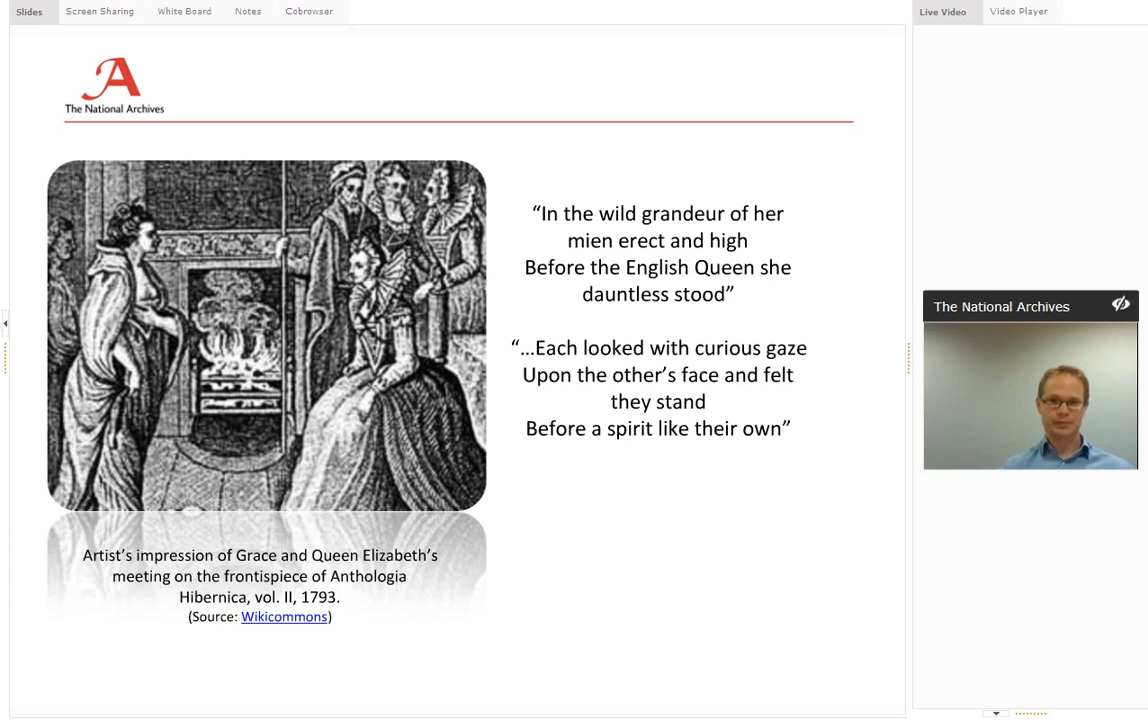 Slides
Screen Sharing
White Board
Notes
Cobrowser
Live Video
Video Player
A
The National Archives
“In the wild grandeur of her
mien erect and high
Before the English Queen she
dauntless stood”
“...Each looked with curious gaze
Upon the other’s face and felt
they stand
Before a spirit like their own”
Artist’s impression of Grace and Queen Elizabeth’s
meeting on the frontispiece of Anthologia
Hibernica, vol. II, 1793.
(Source: Wikicommons)
The National Archives